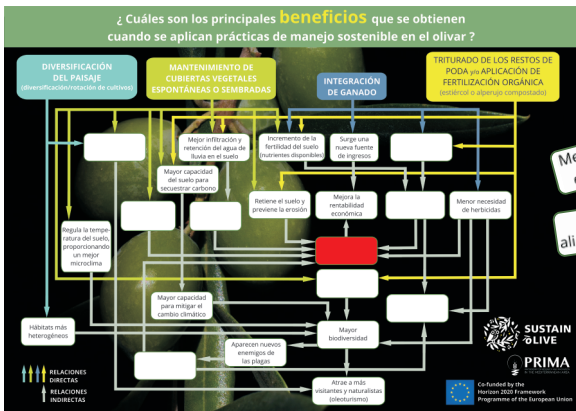 ¿ Cuáles son los principales beneficios que se obtienen
cuando se aplican prácticas de manejo sostenible en el olivar ?
DIVERSIFICACIÓN
DEL PAISAJE
(diversificación/rotación de cultivos)
MANTENIMIENTO DE
CUBIERTAS VEGETALES
ESPONTÁNEAS O SEMBRADAS
INTEGRACIÓN
DE GANADO
TRITURADO DE LOS RESTOS DE
PODA y/o APLICACIÓN DE
FERTILIZACIÓN ORGÁNICA
(estiércol o alperujo compostado)
Mejor infiltración y
retención del agua de
lluvia en el suelo
Incremento de la
fertilidad del suelo
(nutrientes disponibles)
Surge una
nueva fuente
de ingresos
Mayor capacidad
del suelo para
secuestrar carbono
Retiene el suelo y
previene la erosión
Mejora la
rentabilidad
económica
Menor necesidad
de herbicidas
Regula la tempe-
ratura del suelo,
proporcionando
un mejor
microclima
Mayor capacidad
para mitigar el
cambio climático
Hábitats más
heterogéneos
Mayor
biodiversidad
Aparecen nuevos
enemigos de
las plagas
Atrae a más
visitantes y naturalistas
(oleoturismo)
RELACIONES
DIRECTAS
RELACIONES
INDIRECTAS
SUSTAIN
OLIVE
PRIMA
Co-funded by the
Horizon 2020 Framework
Programme of the European Union